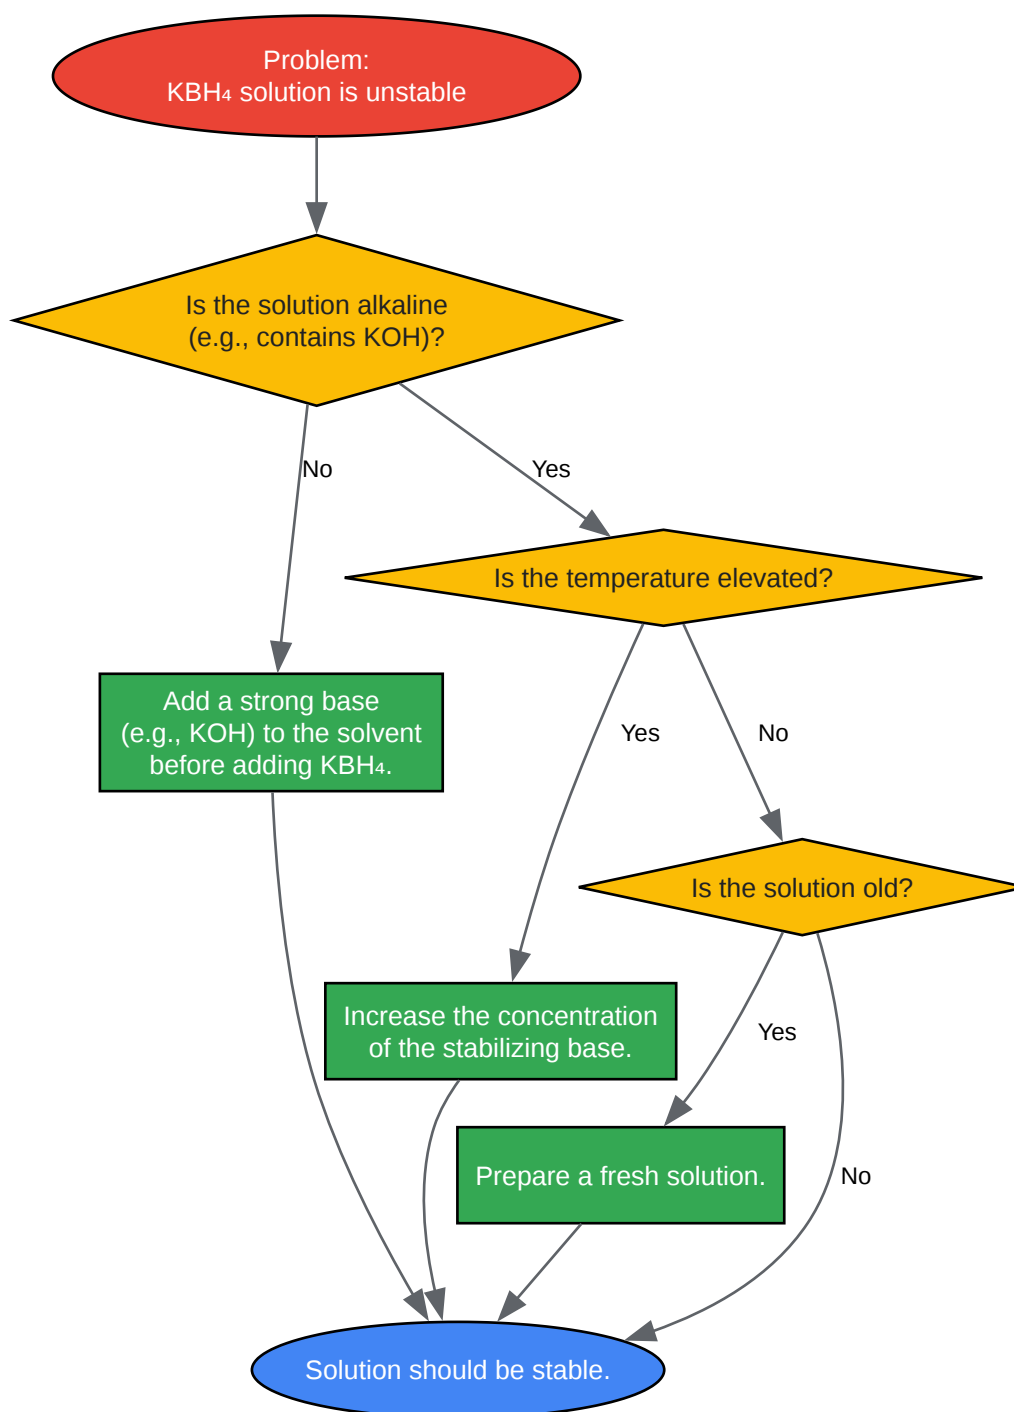 Problem:
KBH₄ solution is unstable
Is the solution alkaline
(e.g., contains KOH)?
No
Yes
Is the temperature elevated?
Add a strong base
(e.g., KOH) to the solvent
before adding KBH₄.
Yes
No
Is the solution old?
Increase the concentration
of the stabilizing base.
Yes
Prepare a fresh solution.
No
Solution should be stable.